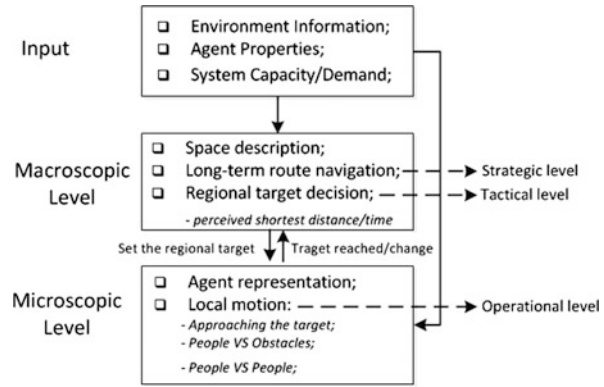 Input
❑ Environment Information;
❑ Agent Properties;
❑ System Capacity/Demand;
Macroscopic
Level
❑ Space description;
❑ Long-term route navigation;
❑ Regional target decision;
- perceived shortest distance/time
Strategic level
Tactical level
Set the regional target
Traget reached/change
Microscopic
Level
❑ Agent representation;
❑ Local motion:
- Approaching the target;
- People VS Obstacles;
- People VS People;
Operational level